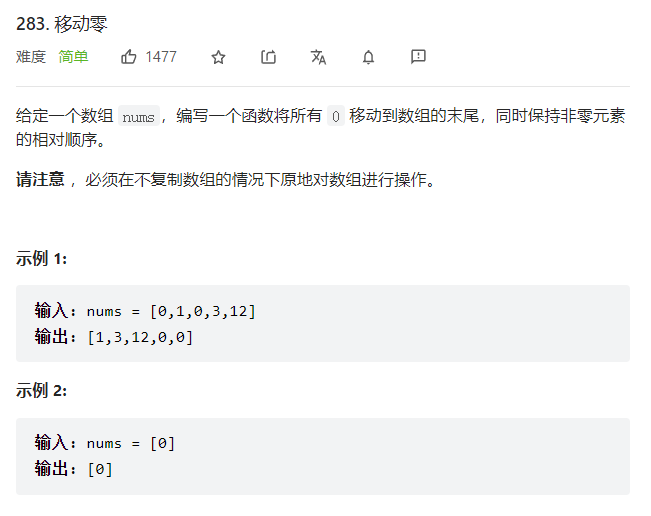 283. 移动零
难度 简单 1477
给定一个数组 nums，编写一个函数将所有 0 移动到数组的末尾，同时保持非零元素
的相对顺序。
请注意 ，必须在不复制数组的情况下原地对数组进行操作。
示例 1:
输入: nums = [0,1,0,3,12]
输出: [1,3,12,0,0]
示例 2:
输入: nums = [0]
输出: [0]